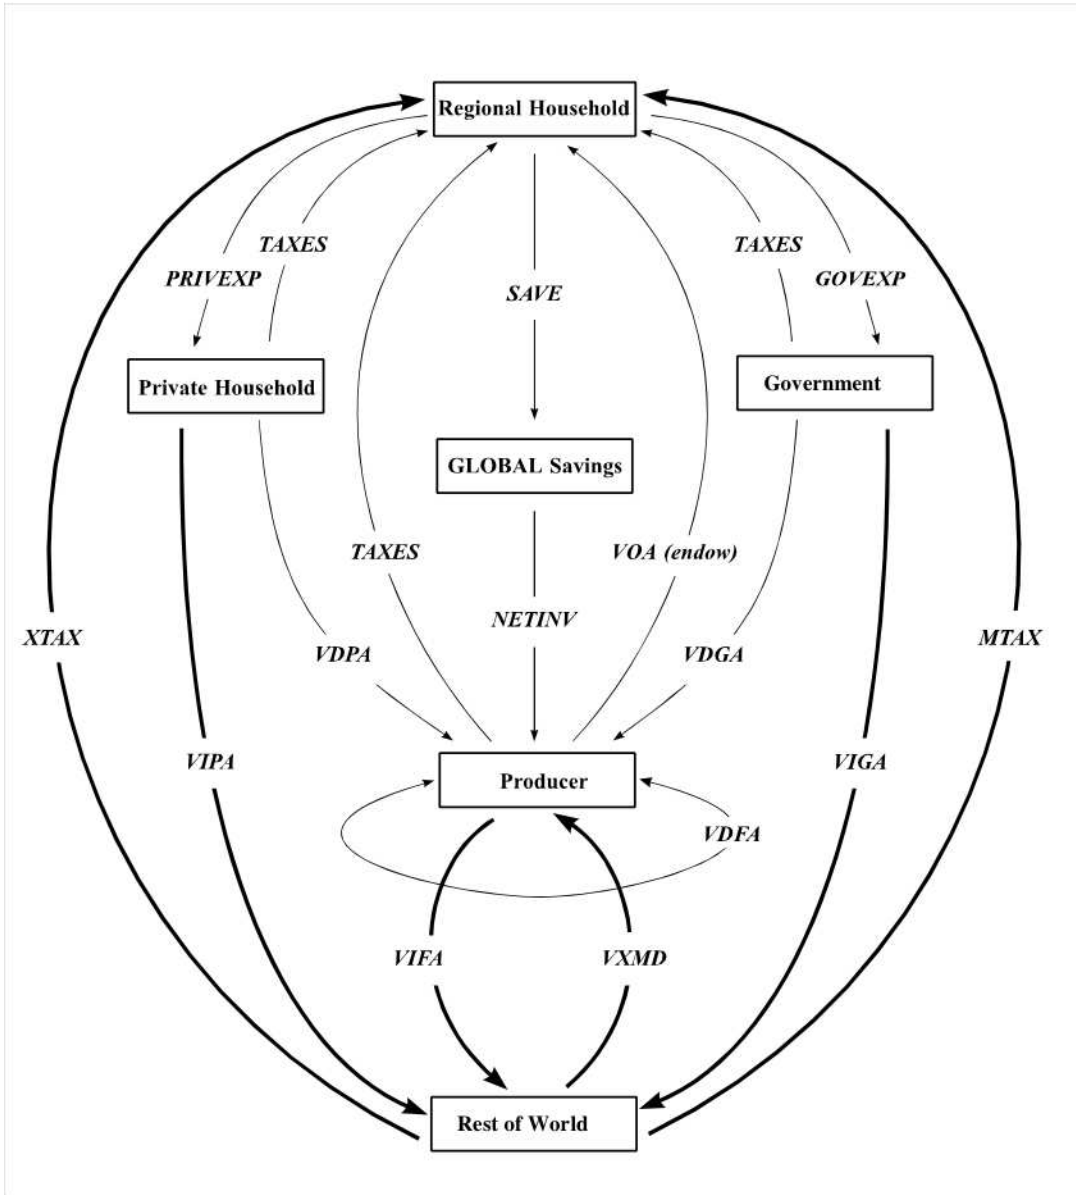 Regional Household
TAXES
TAXES
PRIVEXP
GOVEXP
SAVE
Private Household
Government
GLOBAL Savings
TAXES
VOA (endow)
NETINV
XTAX
MTAX
VDPA
VDGA
VIPA
VIGA
Producer
VDFA
VIFA
VXMD
Rest of World